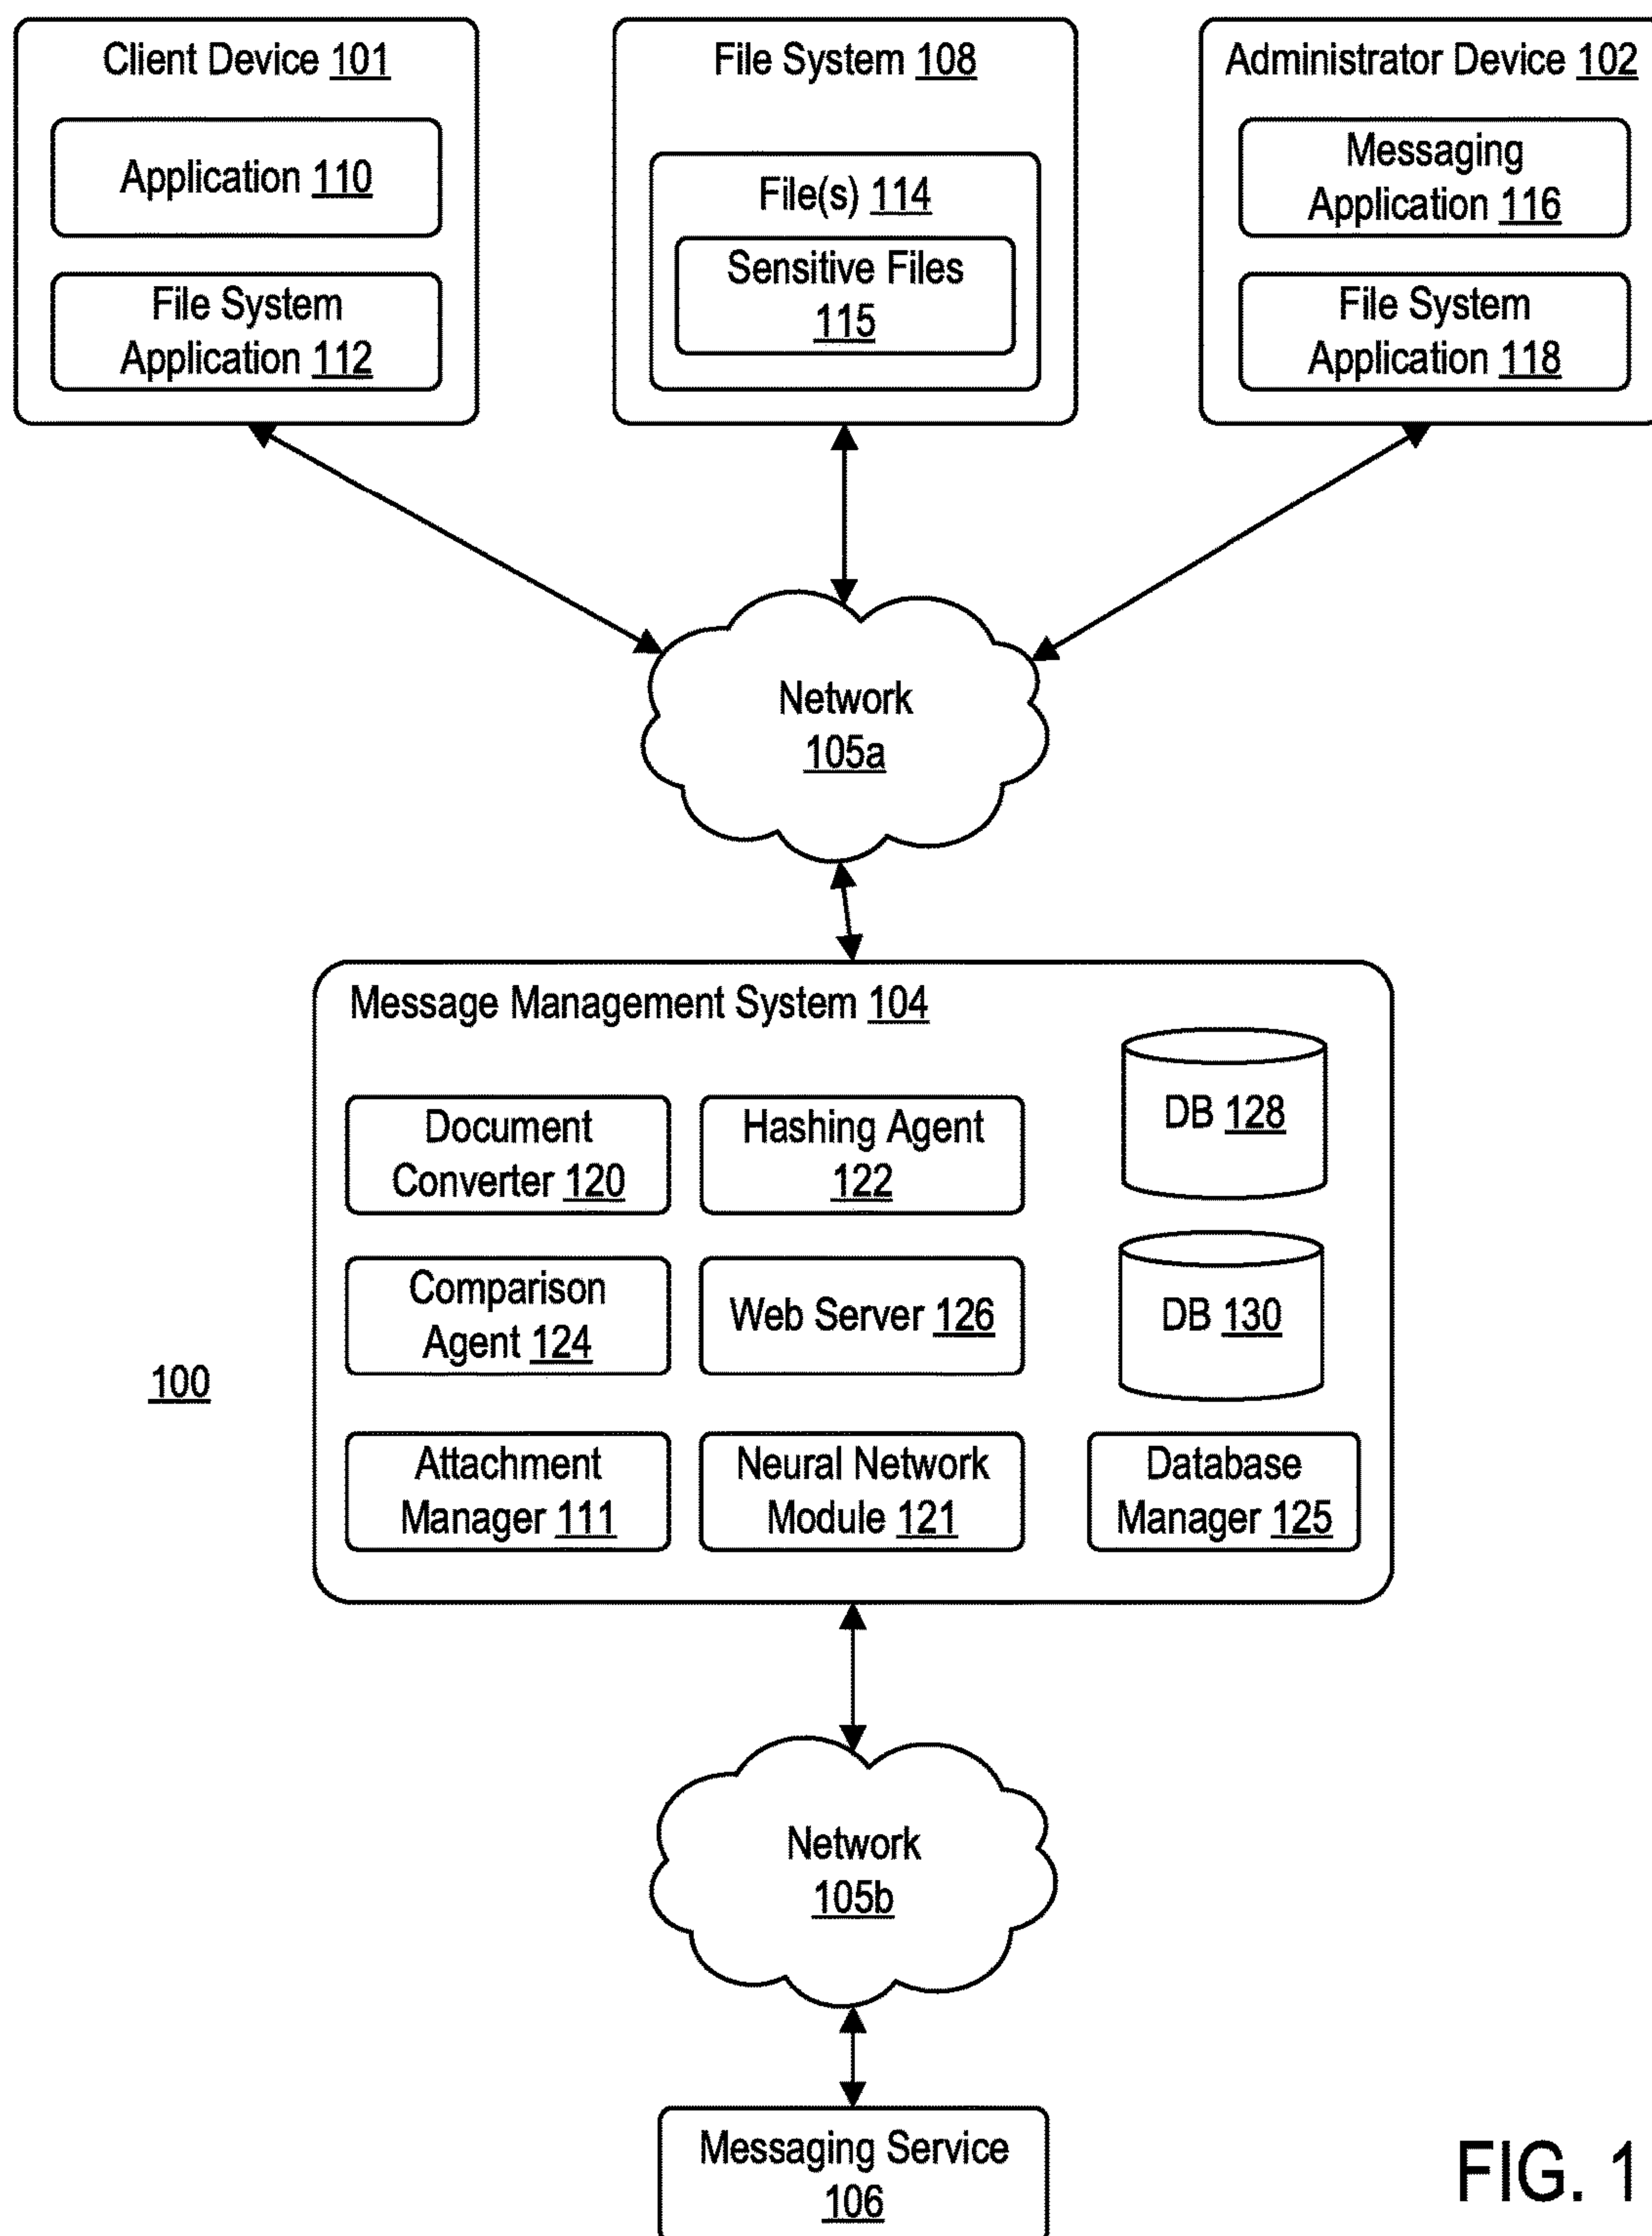 Client Device 101
Application 110
File System
Application 112
File System 108
File(s) 114
Sensitive Files
115
Administrator Device 102
Messaging
Application 116
File System
Application 118
Network
105a
Message Management System 104
Document
Converter 120
Hashing Agent
122
DB 128
Comparison
Agent 124
Web Server 126
DB 130
100
Attachment
Manager 111
Neural Network
Module 121
Database
Manager 125
Network
105b
Messaging Service
106
FIG. 1